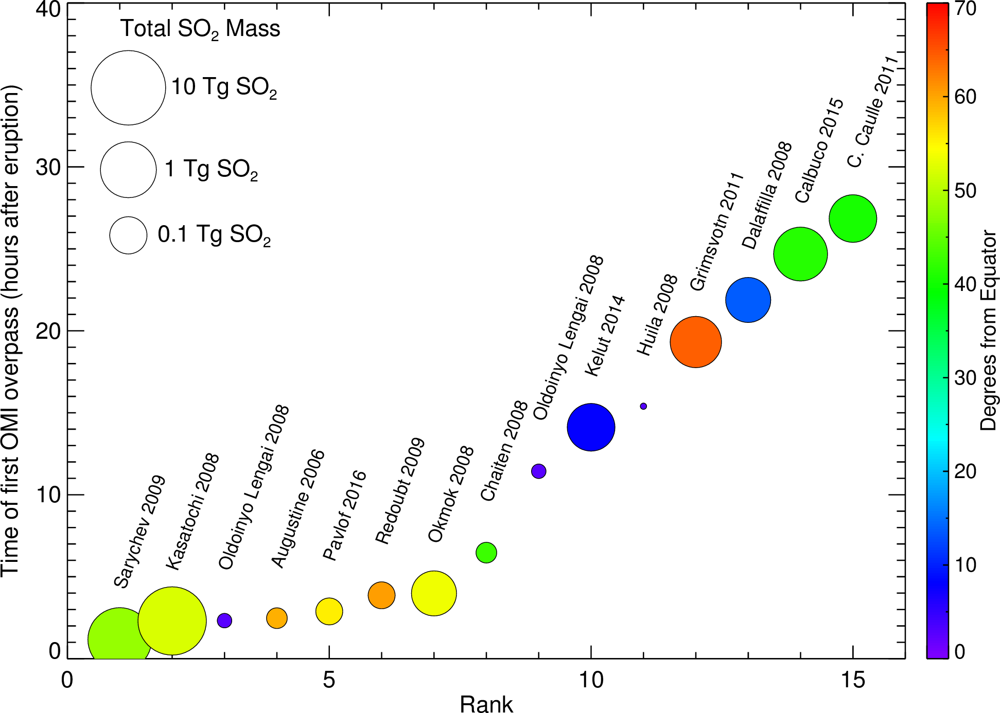 Total SO₂ Mass
10 Tg SO₂
1 Tg SO₂
0.1 Tg SO₂
Time of first OMI overpass (hours after eruption)
40
30
20
10
0
Sarychev 2009
Kasatochi 2008
Oldoinyo Lengai 2008
Augustine 2006
Pavlof 2016
Redoubt 2009
Okmok 2008
Chaiten 2008
Oldoinyo Lengai 2008
Kelut 2014
Huila 2008
Grimsvotn 2011
Dalaffilla 2008
Calbuco 2015
C. Caulle 2011
0
5
10
15
Rank
70
60
50
40
30
20
10
0
Degrees from Equator